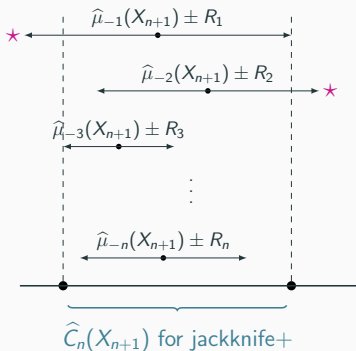 μ̂₋₁(Xₙ₊₁) ± R₁
μ̂₋₂(Xₙ₊₁) ± R₂
μ̂₋₃(Xₙ₊₁) ± R₃
⋮
μ̂₋ₙ(Xₙ₊₁) ± Rₙ
Ĉₙ(Xₙ₊₁) for jackknife+